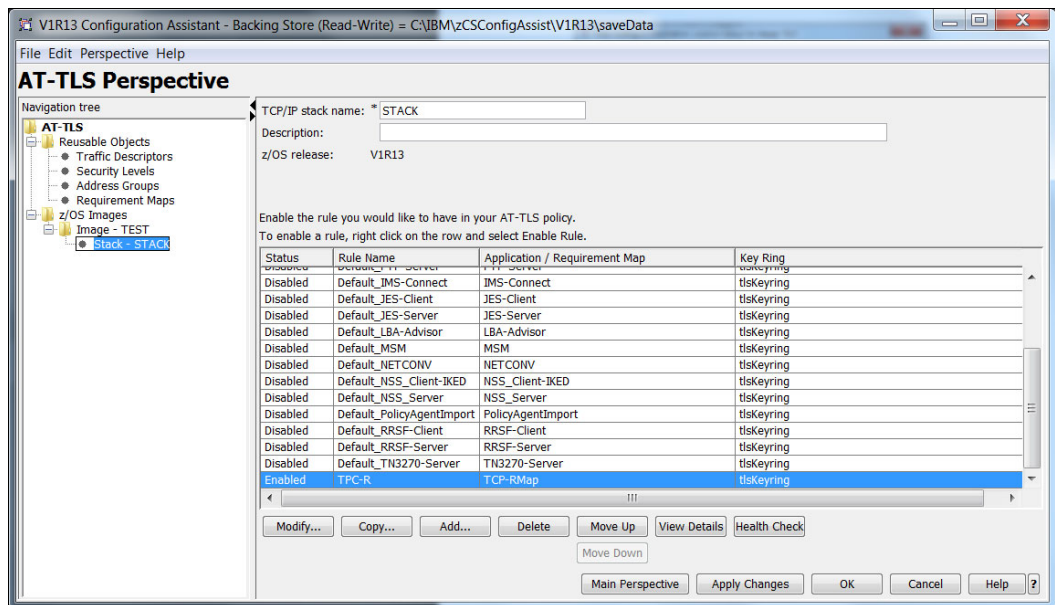 V1R13 Configuration Assistant - Backing Store (Read-Write) = C:\IBM\zCSConfigAssist\V1R13\saveData
File Edit Perspective Help
AT-TLS Perspective
Navigation tree
AT-TLS
Reusable Objects
Traffic Descriptors
Security Levels
Address Groups
Requirement Maps
z/OS Images
Image - TEST
Stack - STACK
TCP/IP stack name: * STACK
Description:
z/OS release: V1R13
Enable the rule you would like to have in your AT-TLS policy.
To enable a rule, right click on the row and select Enable Rule.
Status Rule Name Application / Requirement Map Key Ring
Disabled Default_FTP-Server FTP-Server tlsKeyring
Disabled Default_IMS-Connect IMS-Connect tlsKeyring
Disabled Default_JES-Client JES-Client tlsKeyring
Disabled Default_JES-Server JES-Server tlsKeyring
Disabled Default_LBA-Advisor LBA-Advisor tlsKeyring
Disabled Default_MSM MSM tlsKeyring
Disabled Default_NETCONV NETCONV tlsKeyring
Disabled Default_NSS_Client-IKED NSS_Client-IKED tlsKeyring
Disabled Default_NSS_Server NSS_Server tlsKeyring
Disabled Default_PolicyAgentImport PolicyAgentImport tlsKeyring
Disabled Default_RRSF-Client RRSF-Client tlsKeyring
Disabled Default_RRSF-Server RRSF-Server tlsKeyring
Disabled Default_TN3270-Server TN3270-Server tlsKeyring
Enabled TPC-R TCP-RMap tlsKeyring
Modify... Copy... Add... Delete Move Up View Details Health Check
Move Down
Main Perspective Apply Changes OK Cancel Help ?